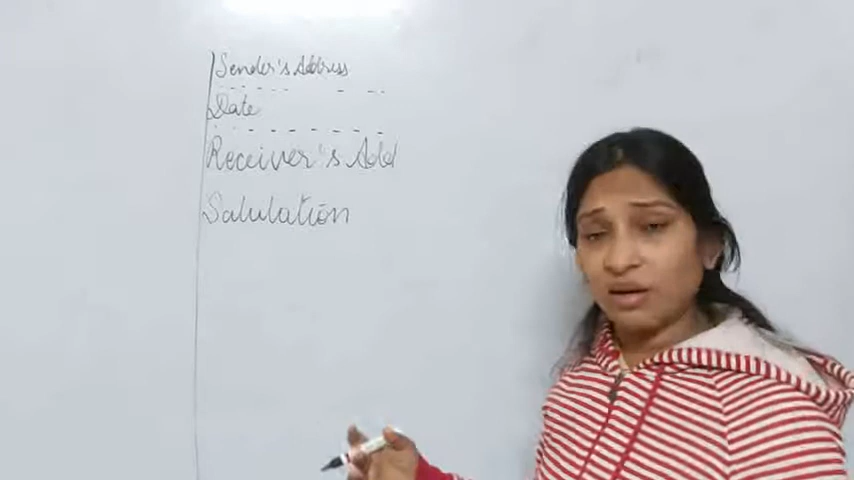 Sender's Address
Date
Receiver's Add
Salutation